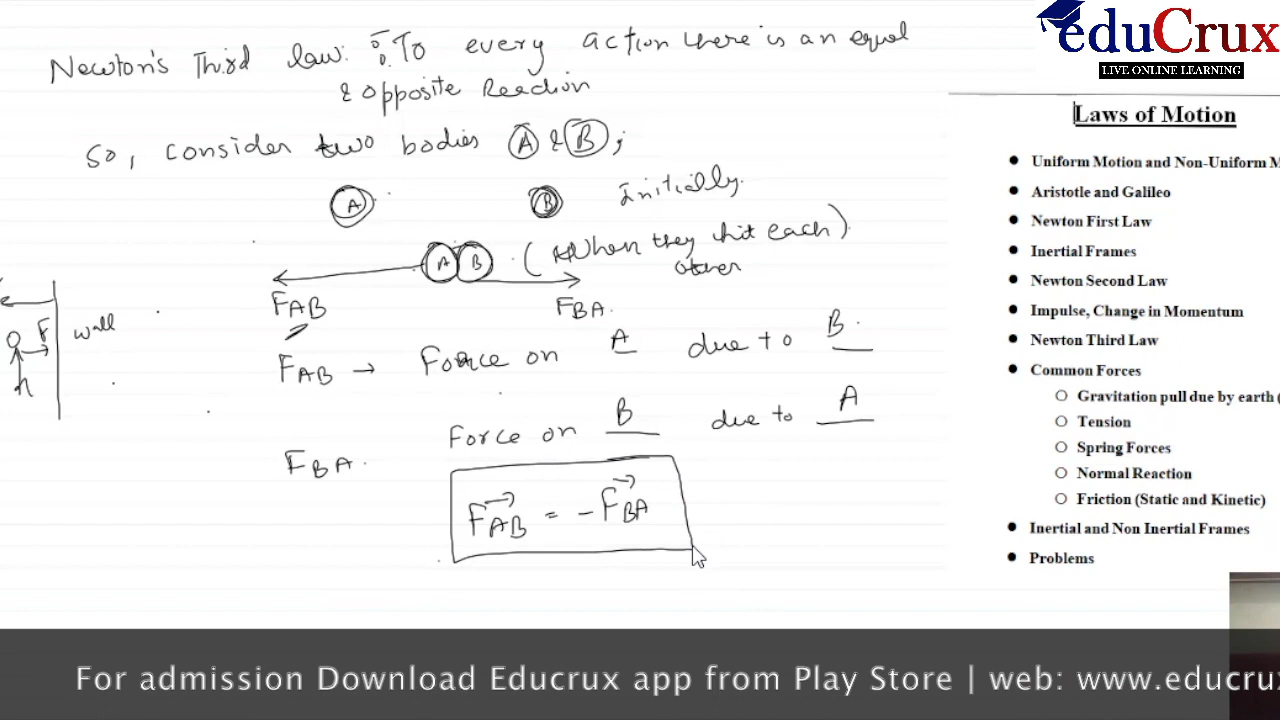 Newton's Third law: To every action there is an equal
& opposite Reaction
So, consider two bodies A & B ;
A B Initially.
A B (When they hit each other)
FAB FBA.
F wall
FAB → Force on A due to B.
Force on B due to A
FBA.
FAB = - FBA
eduCrux
LIVE ONLINE LEARNING
Laws of Motion
• Uniform Motion and Non-Uniform M
• Aristotle and Galileo
• Newton First Law
• Inertial Frames
• Newton Second Law
• Impulse, Change in Momentum
• Newton Third Law
• Common Forces
○ Gravitation pull due by earth (
○ Tension
○ Spring Forces
○ Normal Reaction
○ Friction (Static and Kinetic)
• Inertial and Non Inertial Frames
• Problems
For admission Download Educrux app from Play Store | web: www.educrux